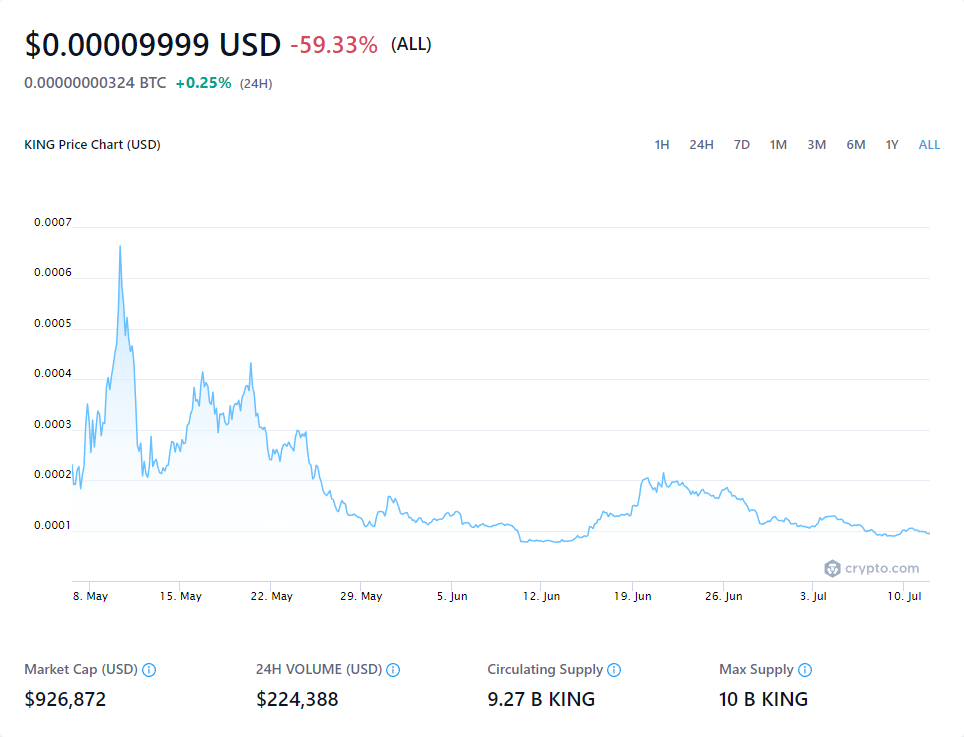 $0.00009999 USD -59.33% (ALL)
0.00000000324 BTC +0.25% (24H)
KING Price Chart (USD) 1H 24H 7D 1M 3M 6M 1Y ALL
0.0007
0.0006
0.0005
0.0004
0.0003
0.0002
0.0001
crypto.com
8. May 15. May 22. May 29. May 5. Jun 12. Jun 19. Jun 26. Jun 3. Jul 10. Jul
Market Cap (USD) 24H VOLUME (USD) Circulating Supply Max Supply
$926,872 $224,388 9.27 B KING 10 B KING